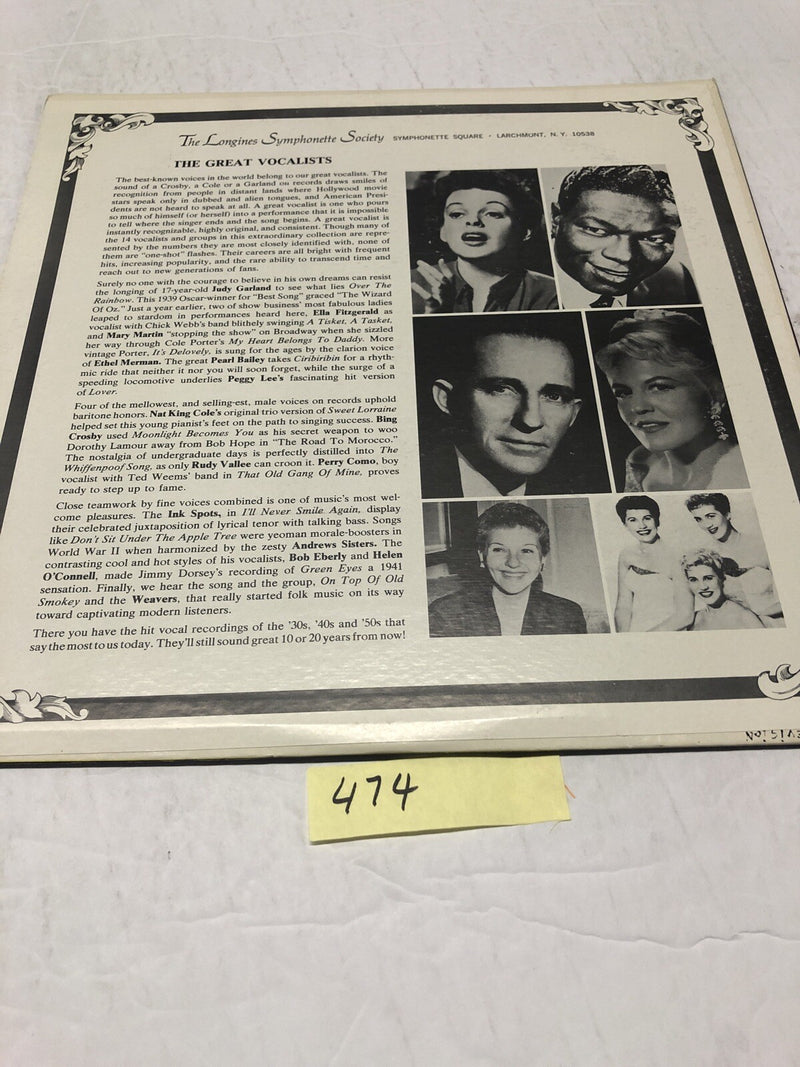 The Longines Symphonette Society SYMPHONETTE SQUARE · LARCHMONT, N. Y. 10538
THE GREAT VOCALISTS
The best-known voices in the world belong to our great vocalists. The
sound of a Crosby, a Cole or a Garland on records draws smiles of
recognition from people in distant lands where Hollywood movie
stars speak only in dubbed and alien tongues, and American Presi-
dents are not heard to speak at all. A great vocalist is one who pours
so much of himself (or herself) into a performance that it is impossible
to tell where the singer ends and the song begins. A great vocalist is
instantly recognizable, highly original, and consistent. Though many of
the 14 vocalists and groups in this extraordinary collection are repre-
sented by the numbers they are most closely identified with, none of
them are "one-shot" flashes. Their careers are all bright with frequent
hits, increasing popularity, and the rare ability to transcend time and
reach out to new generations of fans.
Surely no one with the courage to believe in his own dreams can resist
the longing of 17-year-old Judy Garland to see what lies Over The
Rainbow. This 1939 Oscar-winner for "Best Song" graced "The Wizard
Of Oz." Just a year earlier, two of show business' most fabulous ladies
leaped to stardom in performances heard here, Ella Fitzgerald as
vocalist with Chick Webb's band blithely swinging A Tisket, A Tasket,
and Mary Martin "stopping the show" on Broadway when she sizzled
her way through Cole Porter's My Heart Belongs To Daddy. More
vintage Porter, It's Delovely, is sung for the ages by the clarion voice
of Ethel Merman. The great Pearl Bailey takes Ciribiribin for a rhyth-
mic ride that neither it nor you will soon forget, while the surge of a
speeding locomotive underlies Peggy Lee's fascinating hit version
of Lover.
Four of the mellowest, and selling-est, male voices on records uphold
baritone honors. Nat King Cole's original trio version of Sweet Lorraine
helped set this young pianist's feet on the path to singing success. Bing
Crosby used Moonlight Becomes You as his secret weapon to woo
Dorothy Lamour away from Bob Hope in "The Road To Morocco."
The nostalgia of undergraduate days is perfectly distilled into The
Whiffenpoof Song, as only Rudy Vallee can croon it. Perry Como, boy
vocalist with Ted Weems' band in That Old Gang Of Mine, proves
ready to step up to fame.
Close teamwork by fine voices combined is one of music's most wel-
come pleasures. The Ink Spots, in I'll Never Smile Again, display
their celebrated juxtaposition of lyrical tenor with talking bass. Songs
like Don't Sit Under The Apple Tree were yeoman morale-boosters in
World War II when harmonized by the zesty Andrews Sisters. The
contrasting cool and hot styles of his vocalists, Bob Eberly and Helen
O'Connell, made Jimmy Dorsey's recording of Green Eyes a 1941
sensation. Finally, we hear the song and the group, On Top Of Old
Smokey and the Weavers, that really started folk music on its way
toward captivating modern listeners.
There you have the hit vocal recordings of the '30s, '40s and '50s that
say the most to us today. They'll still sound great 10 or 20 years from now!
474